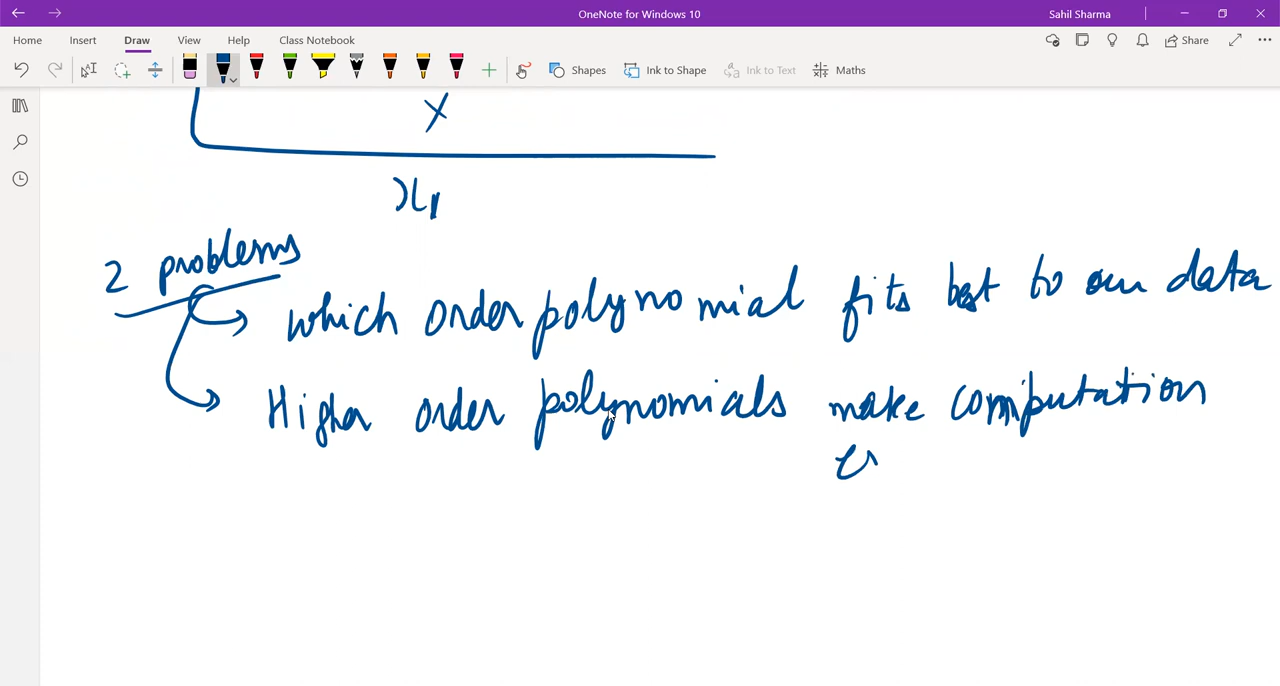 OneNote for Windows 10
Sahil Sharma
Home Insert Draw View Help Class Notebook
Share
Shapes Ink to Shape Ink to Text Maths
x
x1
2 problems
which order polynomial fits best to our data
Higher order polynomials make computation